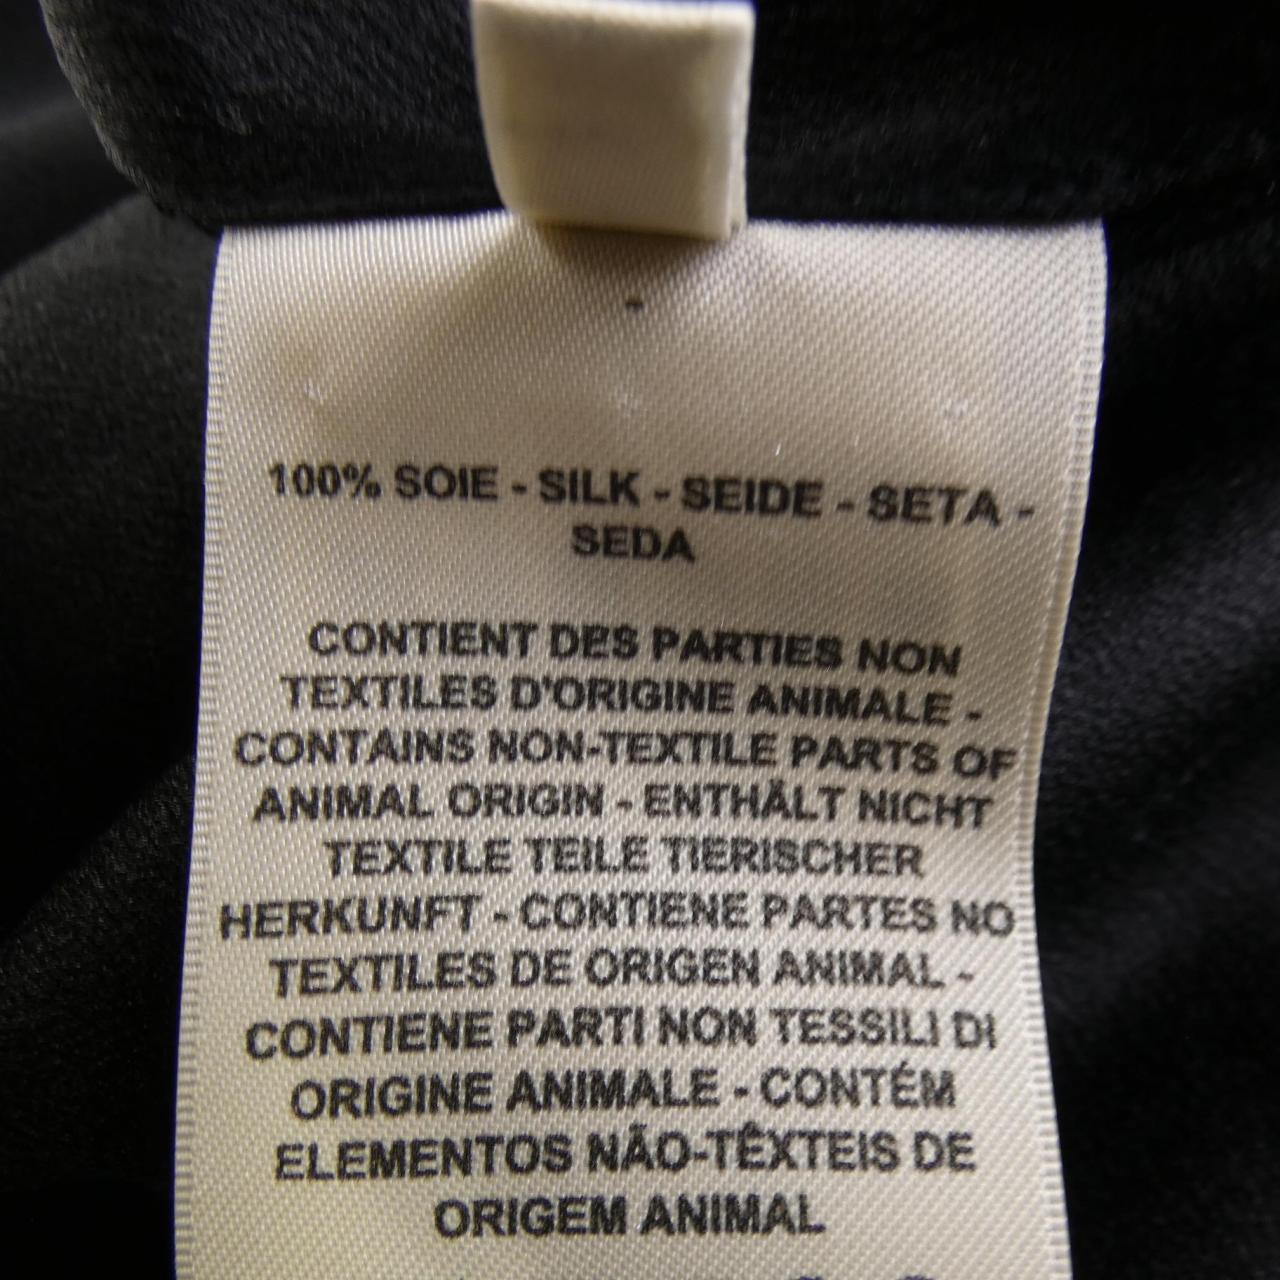 -
100% SOIE - SILK - SEIDE - SETA -
SEDA
CONTIENT DES PARTIES NON
TEXTILES D'ORIGINE ANIMALE -
CONTAINS NON-TEXTILE PARTS OF
ANIMAL ORIGIN - ENTHÄLT NICHT
TEXTILE TEILE TIERISCHER
HERKUNFT - CONTIENE PARTES NO
TEXTILES DE ORIGEN ANIMAL -
CONTIENE PARTI NON TESSILI DI
ORIGINE ANIMALE - CONTÉM
ELEMENTOS NÃO-TÊXTEIS DE
ORIGEM ANIMAL